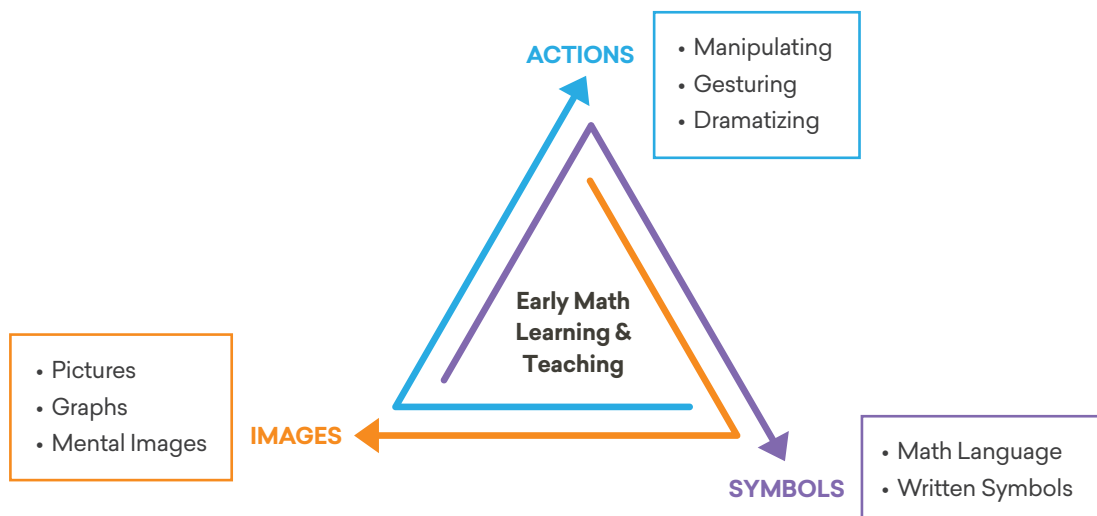 ACTIONS
• Manipulating
• Gesturing
• Dramatizing
Early Math
Learning &
Teaching
• Pictures
• Graphs
• Mental Images
IMAGES
SYMBOLS
• Math Language
• Written Symbols